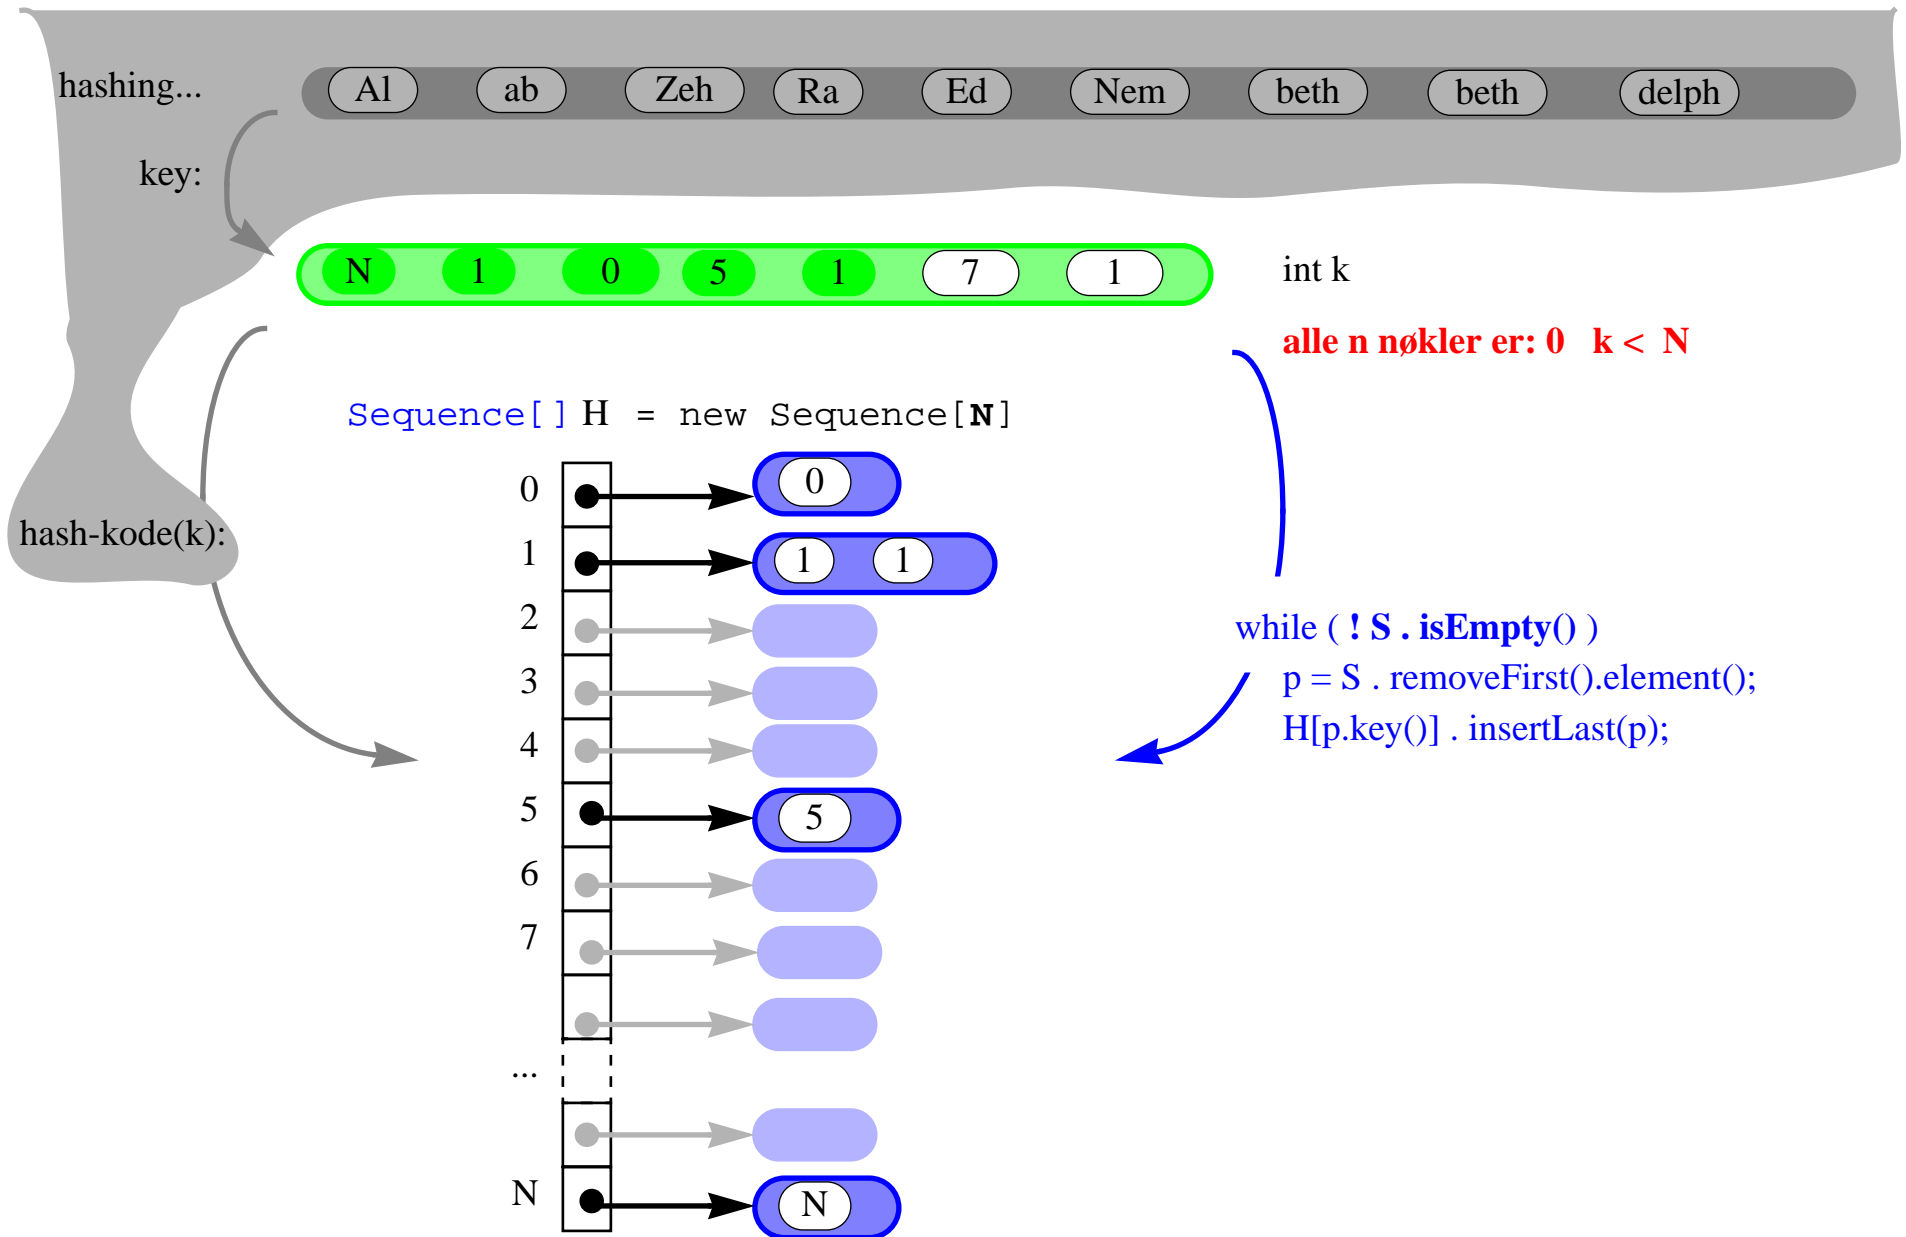 hashing... Al ab Zeh Ra Ed Nem beth beth delph
key:
N 1 0 5 1 7 1 int k
alle n nøkler er: 0 k < N
Sequence[] H = new Sequence[N]
0 0
1 1 1
2
3
4
5 5
6
7
...
N N
hash-kode(k):
while ( ! S . isEmpty() )
p = S . removeFirst().element();
H[p.key()] . insertLast(p);